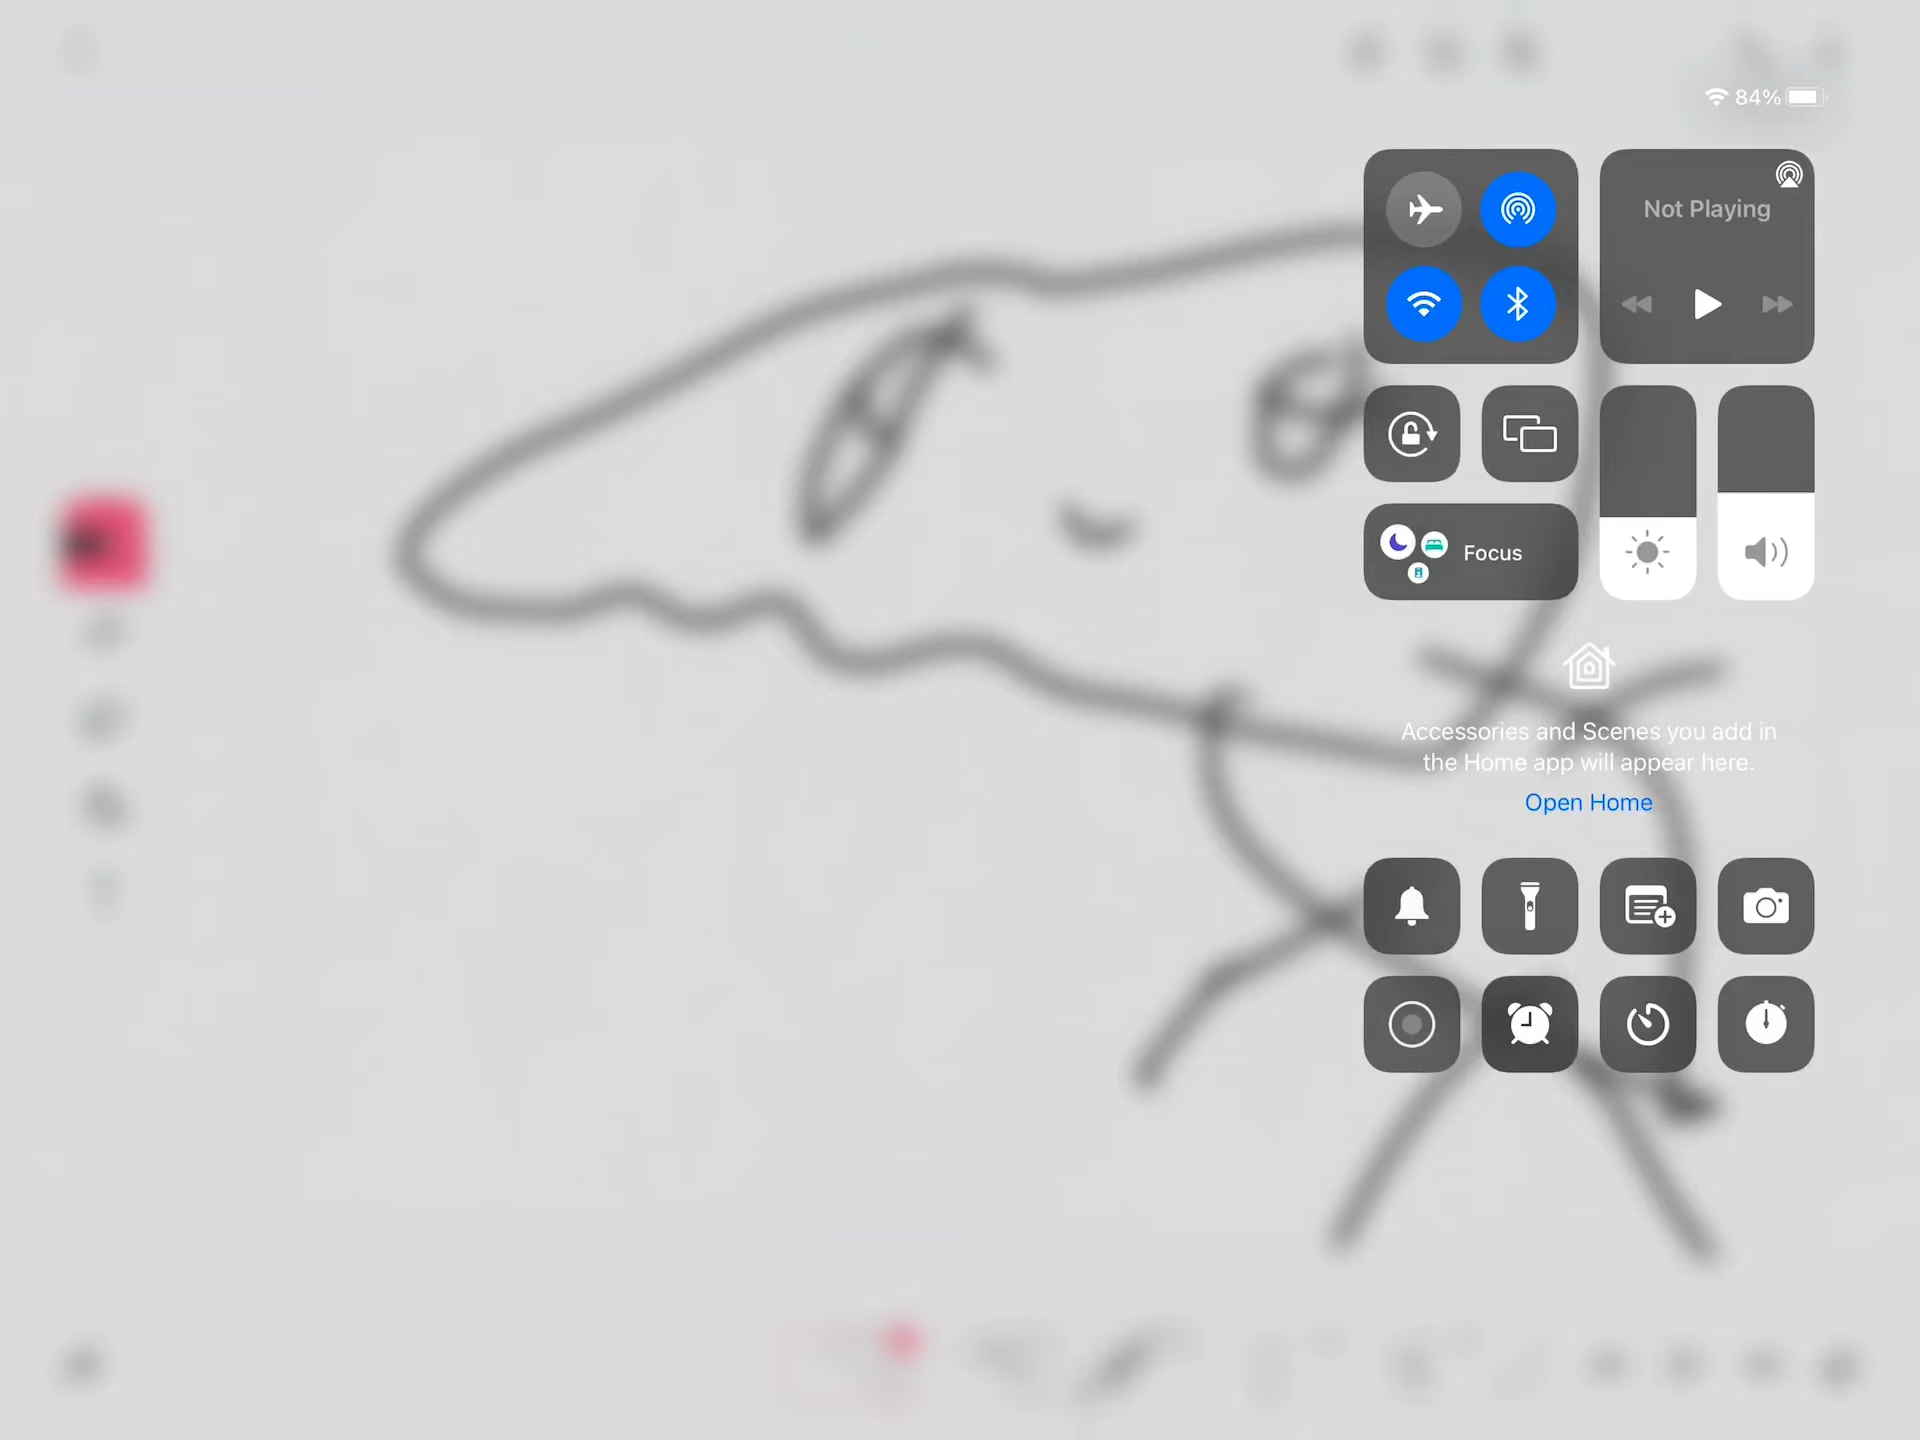 84%
Not Playing
Focus
Accessories and Scenes you add in
the Home app will appear here.
Open Home